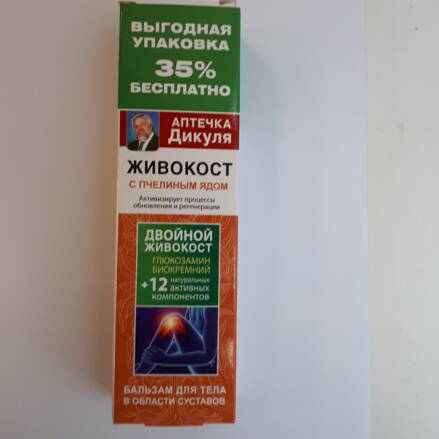 ВЫГОДНАЯ
УПАКОВКА
35%
БЕСПЛАТНО
АПТЕЧКА
Дикуля
ЖИВОКОСТ
С ПЧЕЛИНЫМ ЯДОМ
Активизирует процессы
обновления и регенерации
ДВОЙНОЙ
ЖИВОКОСТ
ГЛЮКОЗАМИН
БИОКРЕМНИЙ
+12 натуральных
активных
компонентов
БАЛЬЗАМ ДЛЯ ТЕЛА
В ОБЛАСТИ СУСТАВОВ